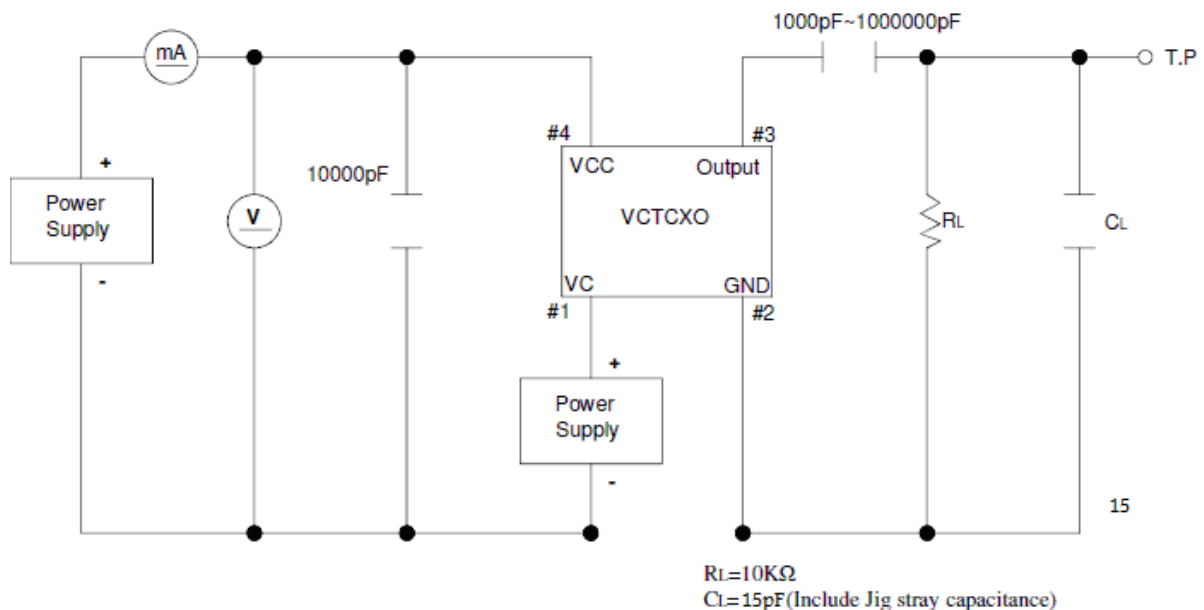 1000pF~1000000pF
mA
T.P
+
#4
#3
VCC
Output
10000pF
Power
Supply
V
VCTCXO
RL
CL
-
VC
GND
#1
#2
+
Power
Supply
-
15
RL=10KΩ
CL=15pF(Include Jig stray capacitance)